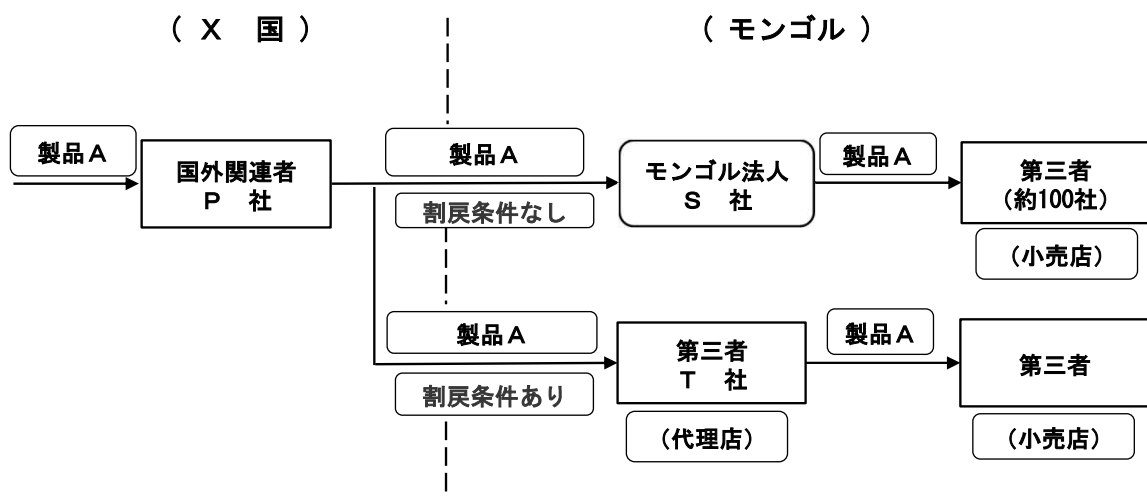 （ Ｘ 国 ）
（ モンゴル ）
製品Ａ
国外関連者
Ｐ 社
製品Ａ
割戻条件なし
モンゴル法人
Ｓ 社
製品Ａ
第三者
（約100社）
（小売店）
製品Ａ
割戻条件あり
第三者
Ｔ 社
（代理店）
製品Ａ
第三者
（小売店）